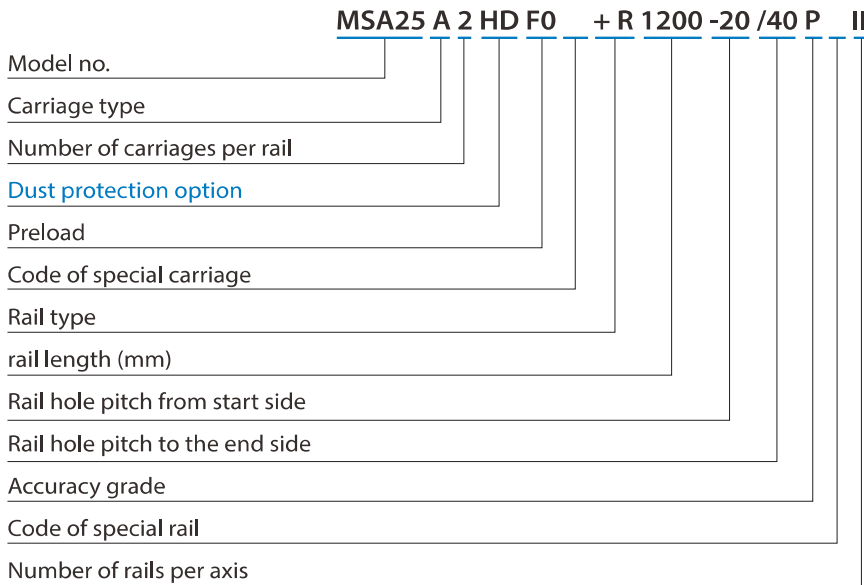 MSA25 A 2 HD F0 + R 1200 -20 /40 P II
Model no.
Carriage type
Number of carriages per rail
Dust protection option
Preload
Code of special carriage
Rail type
rail length (mm)
Rail hole pitch from start side
Rail hole pitch to the end side
Accuracy grade
Code of special rail
Number of rails per axis